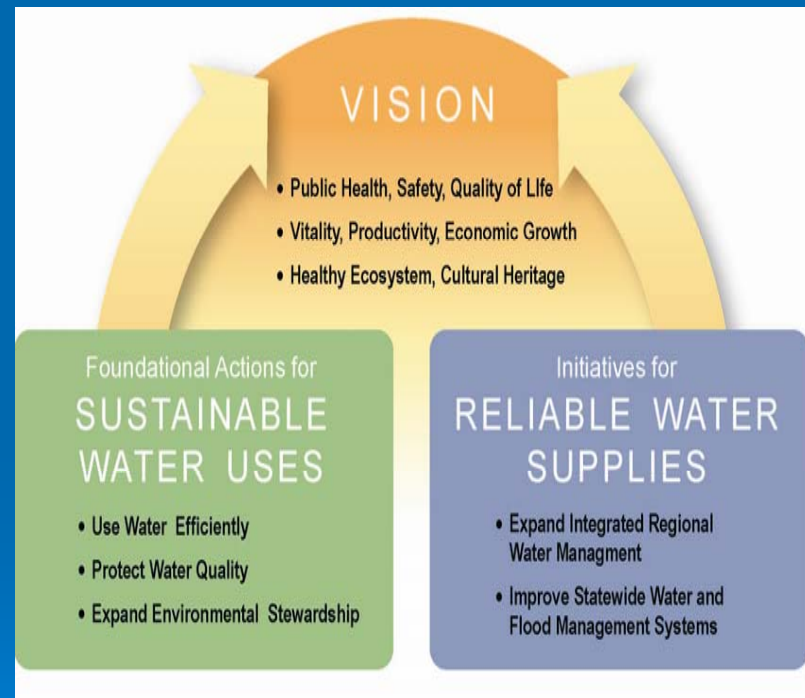 VISION
• Public Health, Safety, Quality of LIfe
• Vitality, Productivity, Economic Growth
• Healthy Ecosystem, Cultural Heritage
Foundational Actions for
SUSTAINABLE
WATER USES
• Use Water Efficiently
• Protect Water Quality
• Expand Environmental Stewardship
Initiatives for
RELIABLE WATER
SUPPLIES
• Expand Integrated Regional
Water Managment
• Improve Statewide Water and
Flood Management Systems